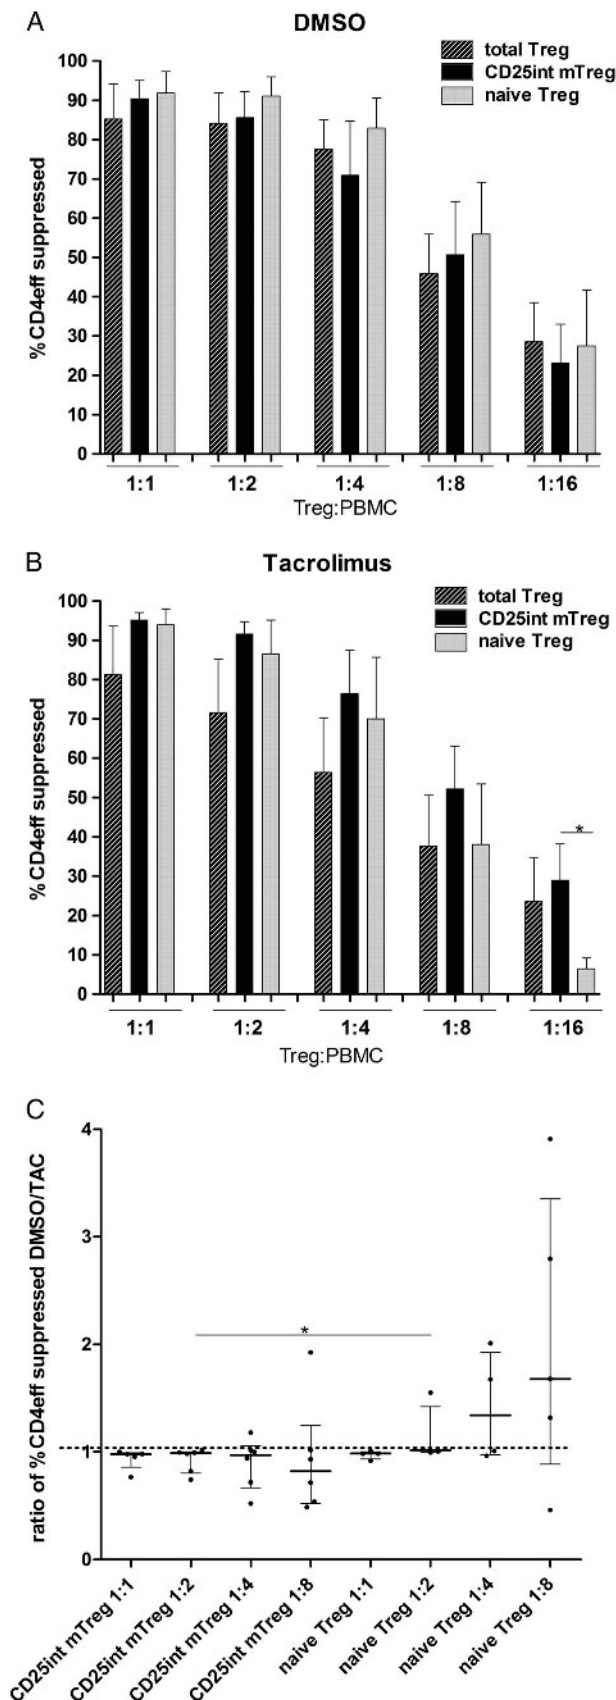 A
DMSO
total Treg
CD25int mTreg
naive Treg
100
90
80
70
60
50
40
30
20
10
0
%CD4eff suppressed
1:1 1:2 1:4 1:8 1:16
Treg:PBMC
B
Tacrolimus
total Treg
CD25int mTreg
naive Treg
100
90
80
70
60
50
40
30
20
10
0
%CD4eff suppressed
*
1:1 1:2 1:4 1:8 1:16
Treg:PBMC
C
4
3
2
1
0
ratio of %CD4eff suppressed DMSO/TAC
*
CD25int mTreg 1:1
CD25int mTreg 1:2
CD25int mTreg 1:4
CD25int mTreg 1:8
naive Treg 1:1
naive Treg 1:2
naive Treg 1:4
naive Treg 1:8